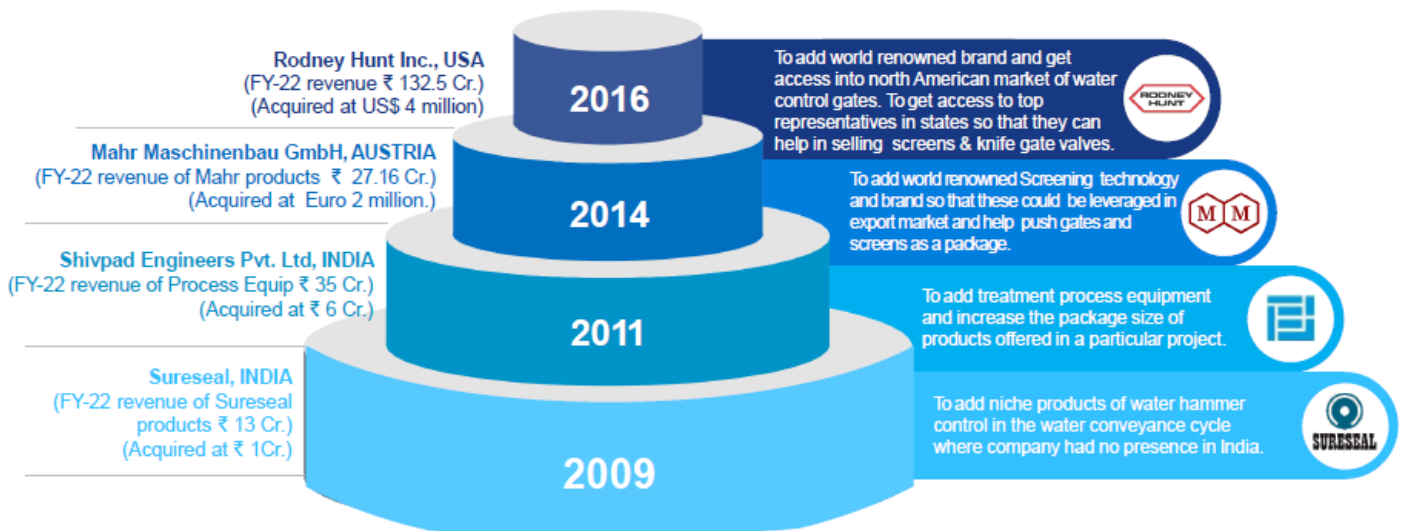 Rodney Hunt Inc., USA
(FY-22 revenue ₹ 132.5 Cr.)
(Acquired at US$ 4 million)
2016
To add world renowned brand and get
access into north American market of water
control gates. To get access to top
representatives in states so that they can
help in selling screens & knife gate valves.
RODNEY
HUNT
Mahr Maschinenbau GmbH, AUSTRIA
(FY-22 revenue of Mahr products ₹ 27.16 Cr.)
(Acquired at Euro 2 million.)
2014
To add world renowned Screening technology
and brand so that these could be leveraged in
export market and help push gates and
screens as a package.
M M
Shivpad Engineers Pvt. Ltd, INDIA
(FY-22 revenue of Process Equip ₹ 35 Cr.)
(Acquired at ₹ 6 Cr.)
2011
To add treatment process equipment
and increase the package size of
products offered in a particular project.
Sureseal, INDIA
(FY-22 revenue of Sureseal
products ₹ 13 Cr.)
(Acquired at ₹ 1Cr.)
2009
To add niche products of water hammer
control in the water conveyance cycle
where company had no presence in India.
SURESEAL